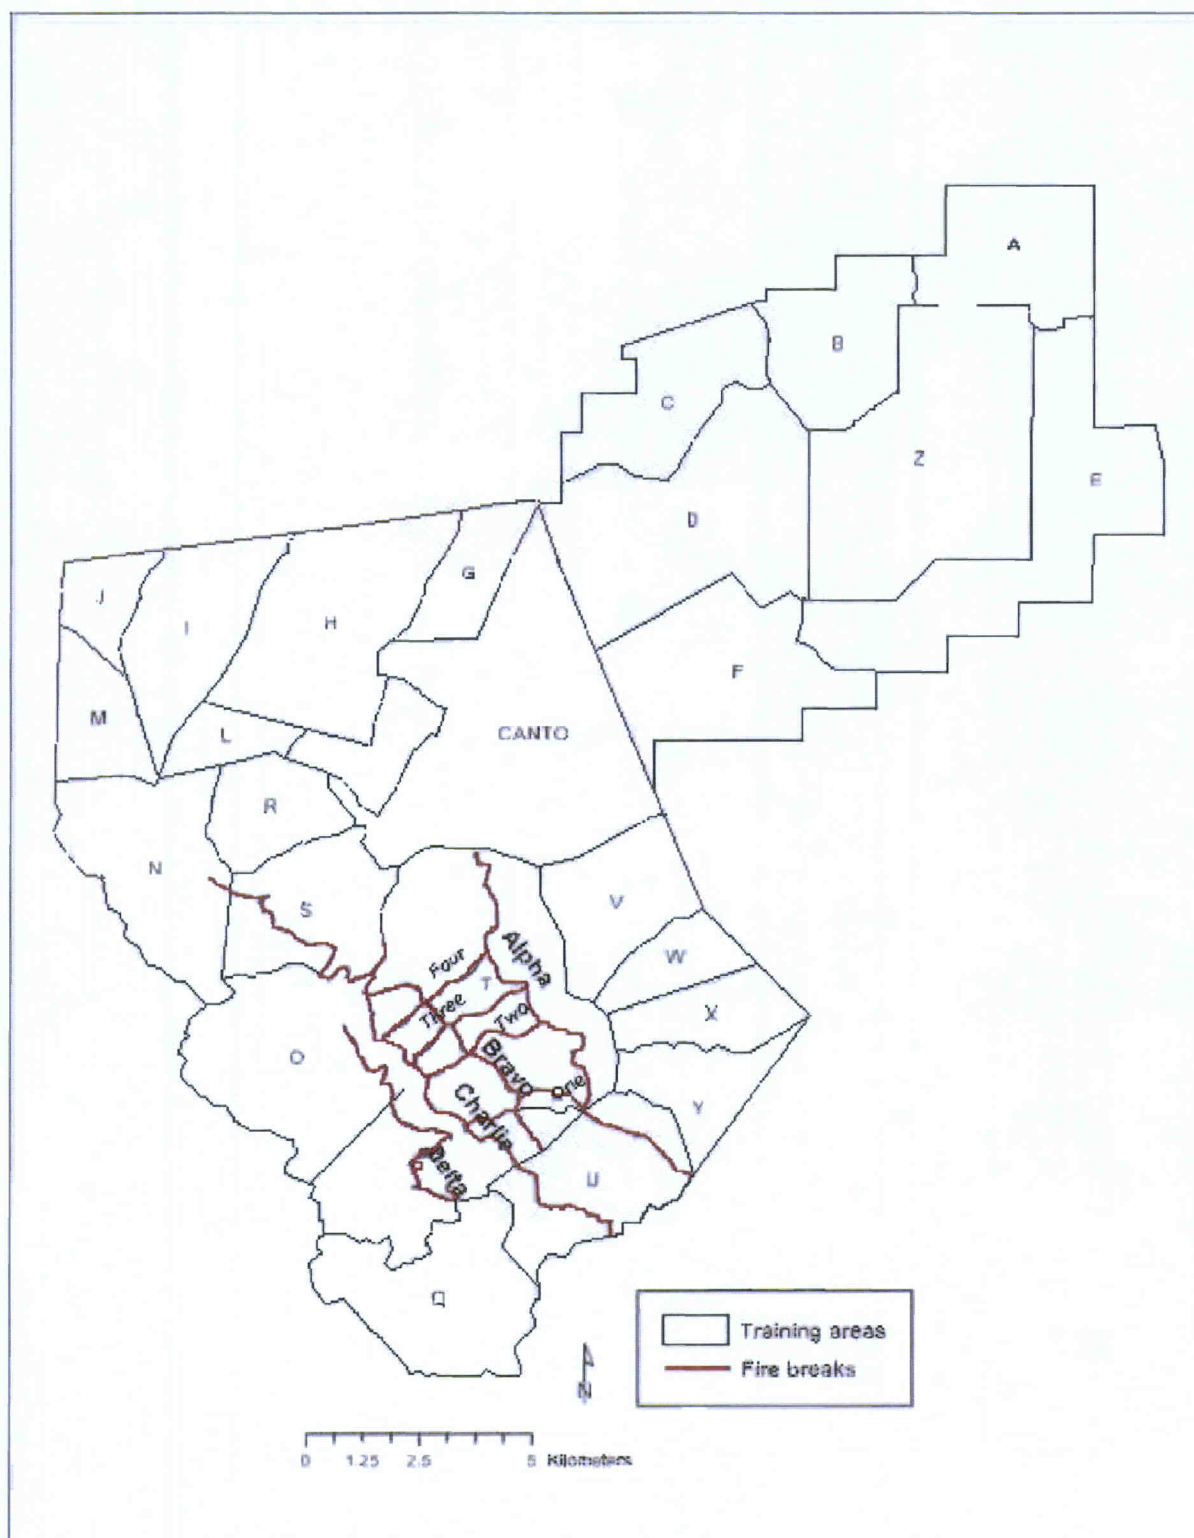 A
B
C
Z
E
D
G
J
I
H
F
M
L
CANTO
R
N
V
S
Alpha
W
Four
T
Three
Two
X
O
Bravo
One
Charlie
Y
Delta
U
Q
Training areas
Fire breaks
N
0 1.25 2.5 5 Kilometers